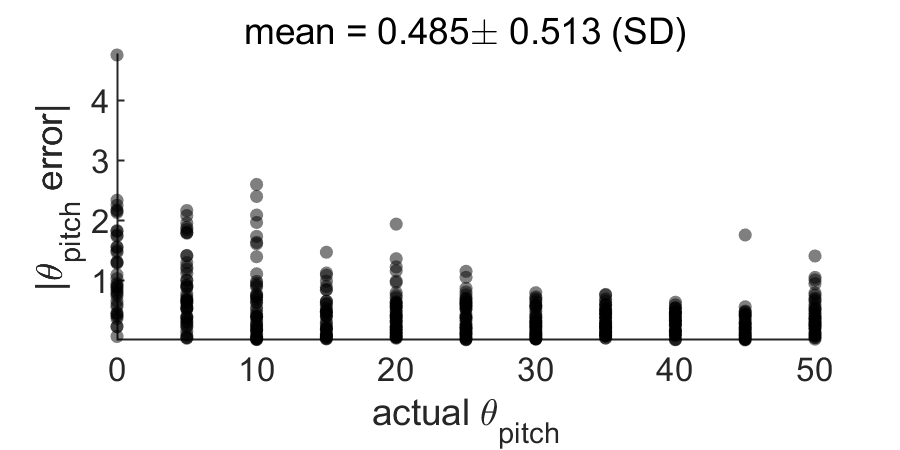 mean = 0.485± 0.513 (SD)
|θpitch error|
4
3
2
1
0 10 20 30 40 50
actual θpitch